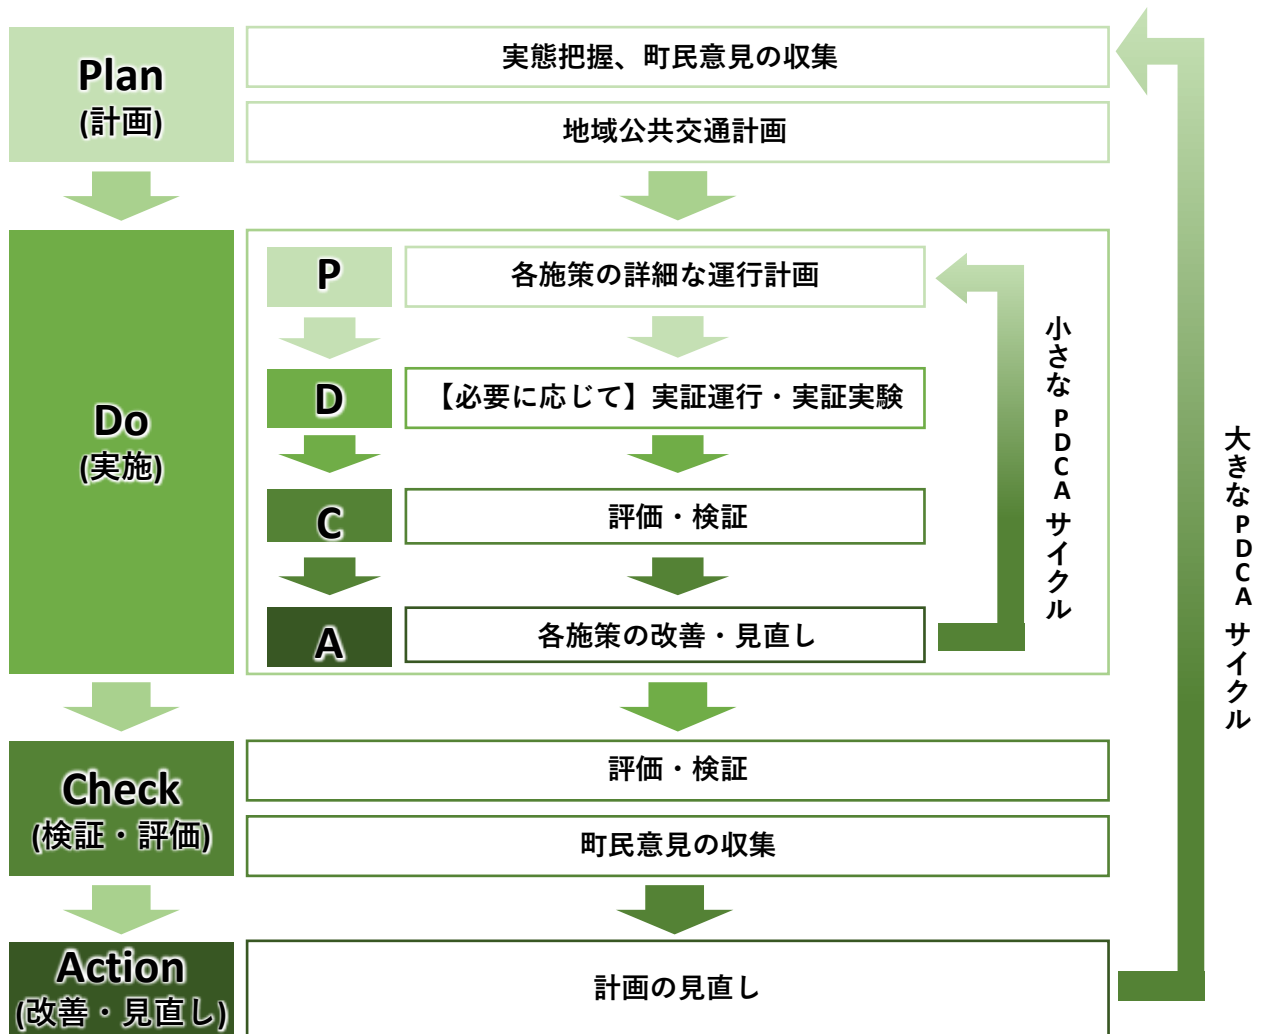 Plan
(計画)
実態把握、町民意見の収集
地域公共交通計画
Do
(実施)
P
各施策の詳細な運行計画
D
【必要に応じて】実証運行・実証実験
C
評価・検証
A
各施策の改善・見直し
小さなPDCAサイクル
Check
(検証・評価)
評価・検証
町民意見の収集
Action
(改善・見直し)
計画の見直し
大きなPDCAサイクル